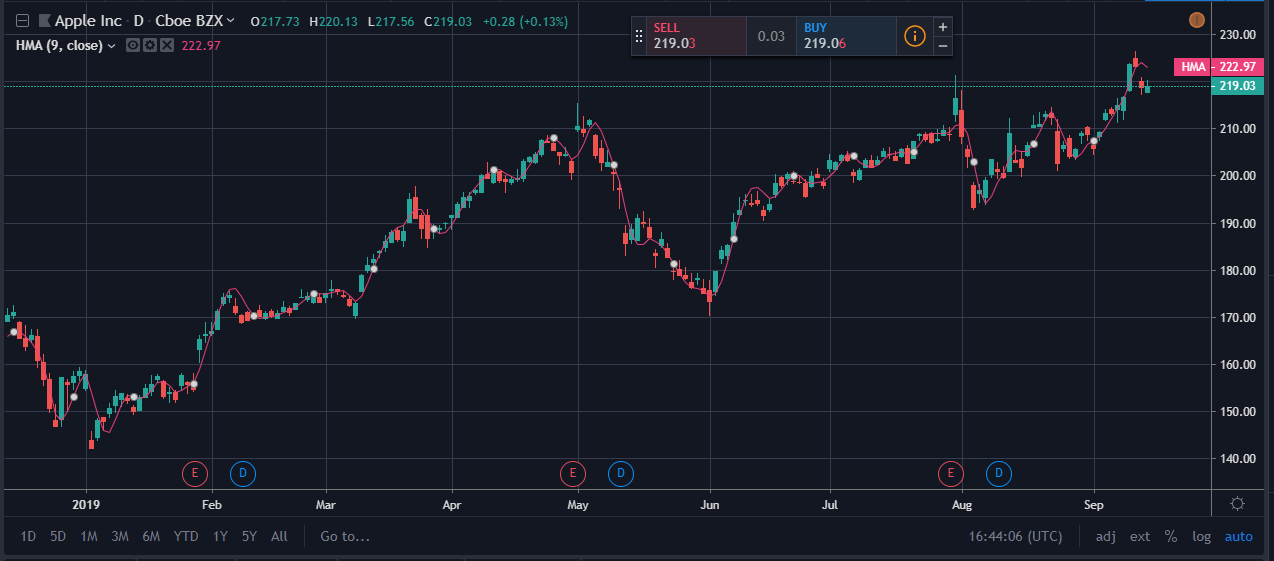 Apple Inc · D · Cboe BZX O217.73 H220.13 L217.56 C219.03 +0.28 (+0.13%)
HMA (9, close) 222.97
SELL
219.03
0.03
BUY
219.06
i
+
−
230.00
HMA 222.97
219.03
210.00
200.00
190.00
180.00
170.00
160.00
150.00
140.00
E D E D E D
2019 Feb Mar Apr May Jun Jul Aug Sep
1D 5D 1M 3M 6M YTD 1Y 5Y All Go to... 16:44:06 (UTC) adj ext % log auto